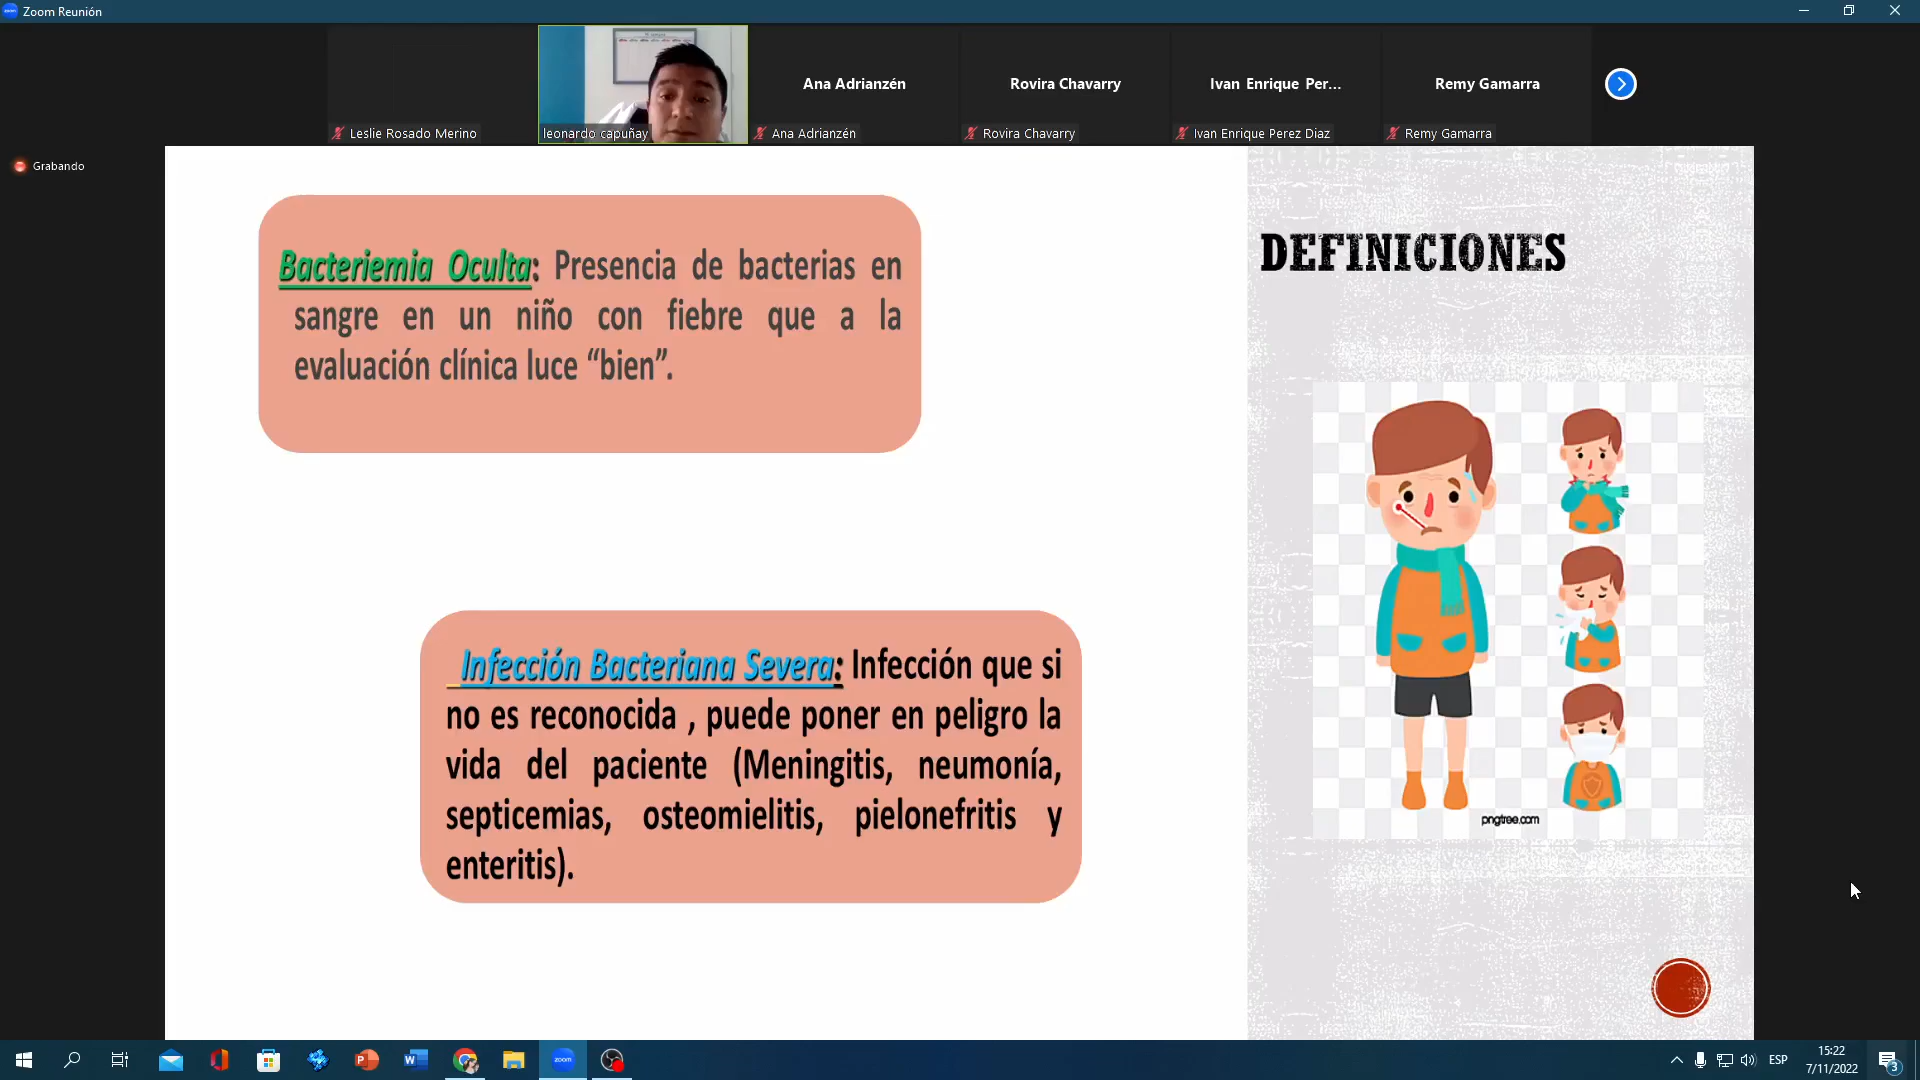 Zoom Reunión
Ana Adrianzén
Rovira Chavarry
Ivan Enrique Per...
Remy Gamarra
Leslie Rosado Merino
leonardo capuñay
Ana Adrianzén
Rovira Chavarry
Ivan Enrique Perez Diaz
Remy Gamarra
Grabando
DEFINICIONES
Bacteriemia Oculta: Presencia de bacterias en
sangre en un niño con fiebre que a la
evaluación clínica luce “bien”.
Infección Bacteriana Severa: Infección que si
no es reconocida , puede poner en peligro la
vida del paciente (Meningitis, neumonía,
septicemias, osteomielitis, pielonefritis y
enteritis).
pngtree.com
zoom
ESP
15:22
7/11/2022
3